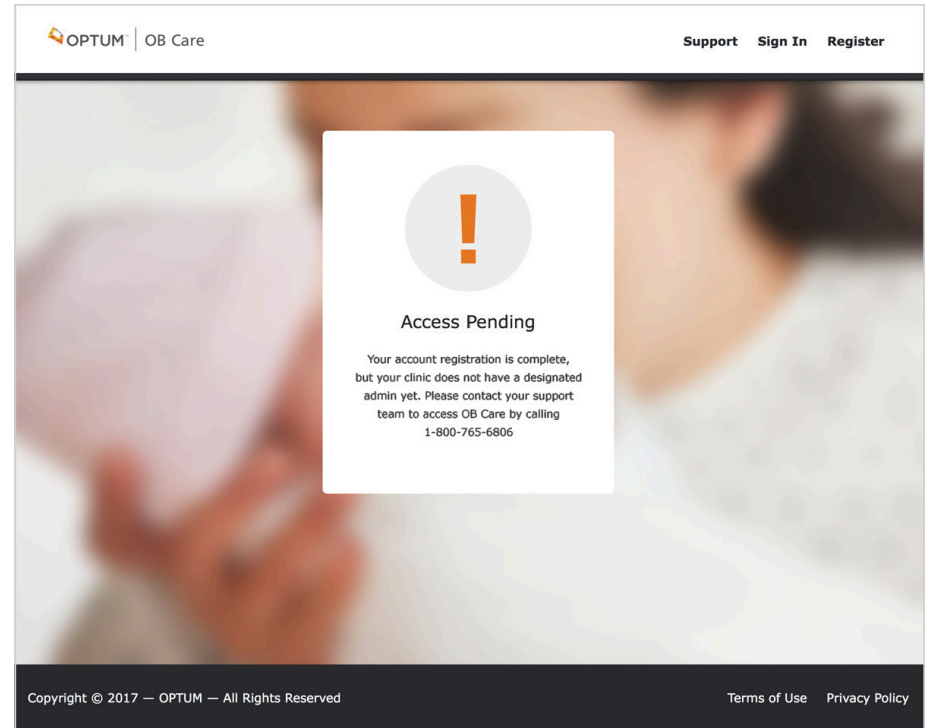 OPTUM™ | OB Care
Support Sign In Register
!
Access Pending
Your account registration is complete,
but your clinic does not have a designated
admin yet. Please contact your support
team to access OB Care by calling
1-800-765-6806
Copyright © 2017 — OPTUM — All Rights Reserved
Terms of Use Privacy Policy